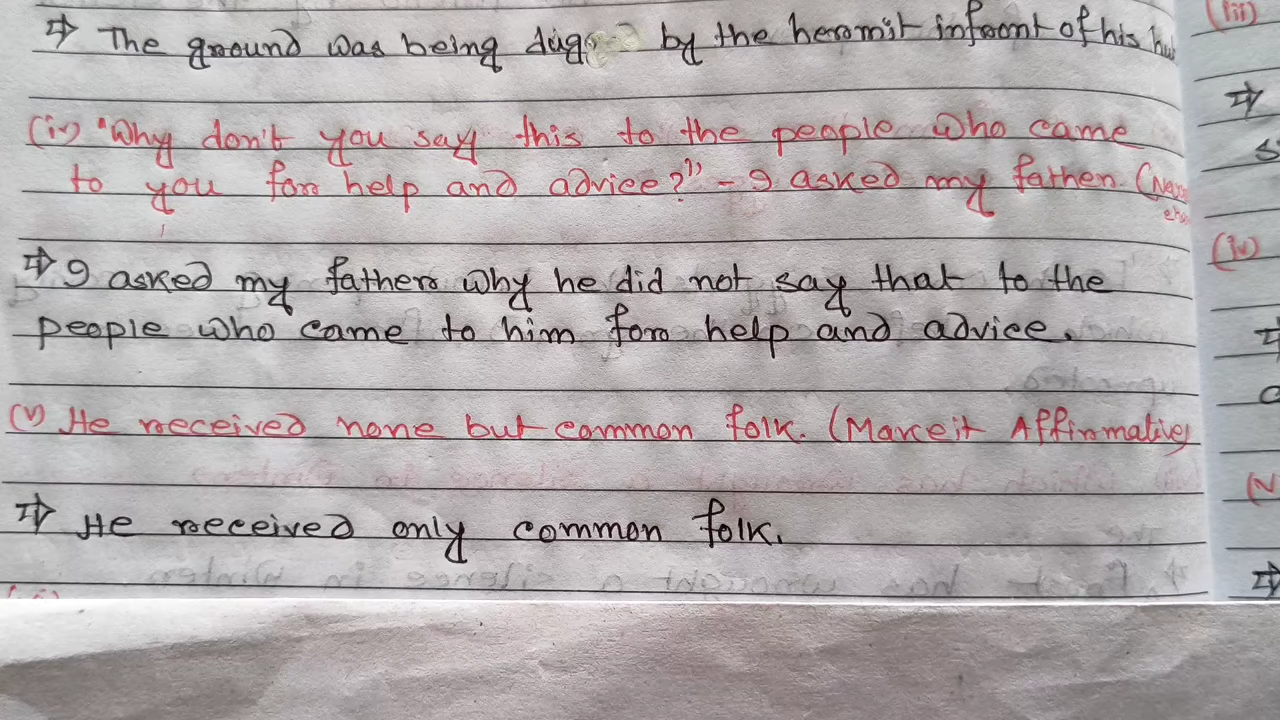 ⇒ The ground was being dug by the hermit infront of his hut
(iv) "Why don't you say this to the people who came
to you for help and advice?" - I asked my father. (Narr
⇒ I asked my father why he did not say that to the
people who came to him for help and advice.
(v) He received none but common folk. (Make it Affirmative)
⇒ He received only common folk.
(iii)
⇒
(iv)
⇒
⇒